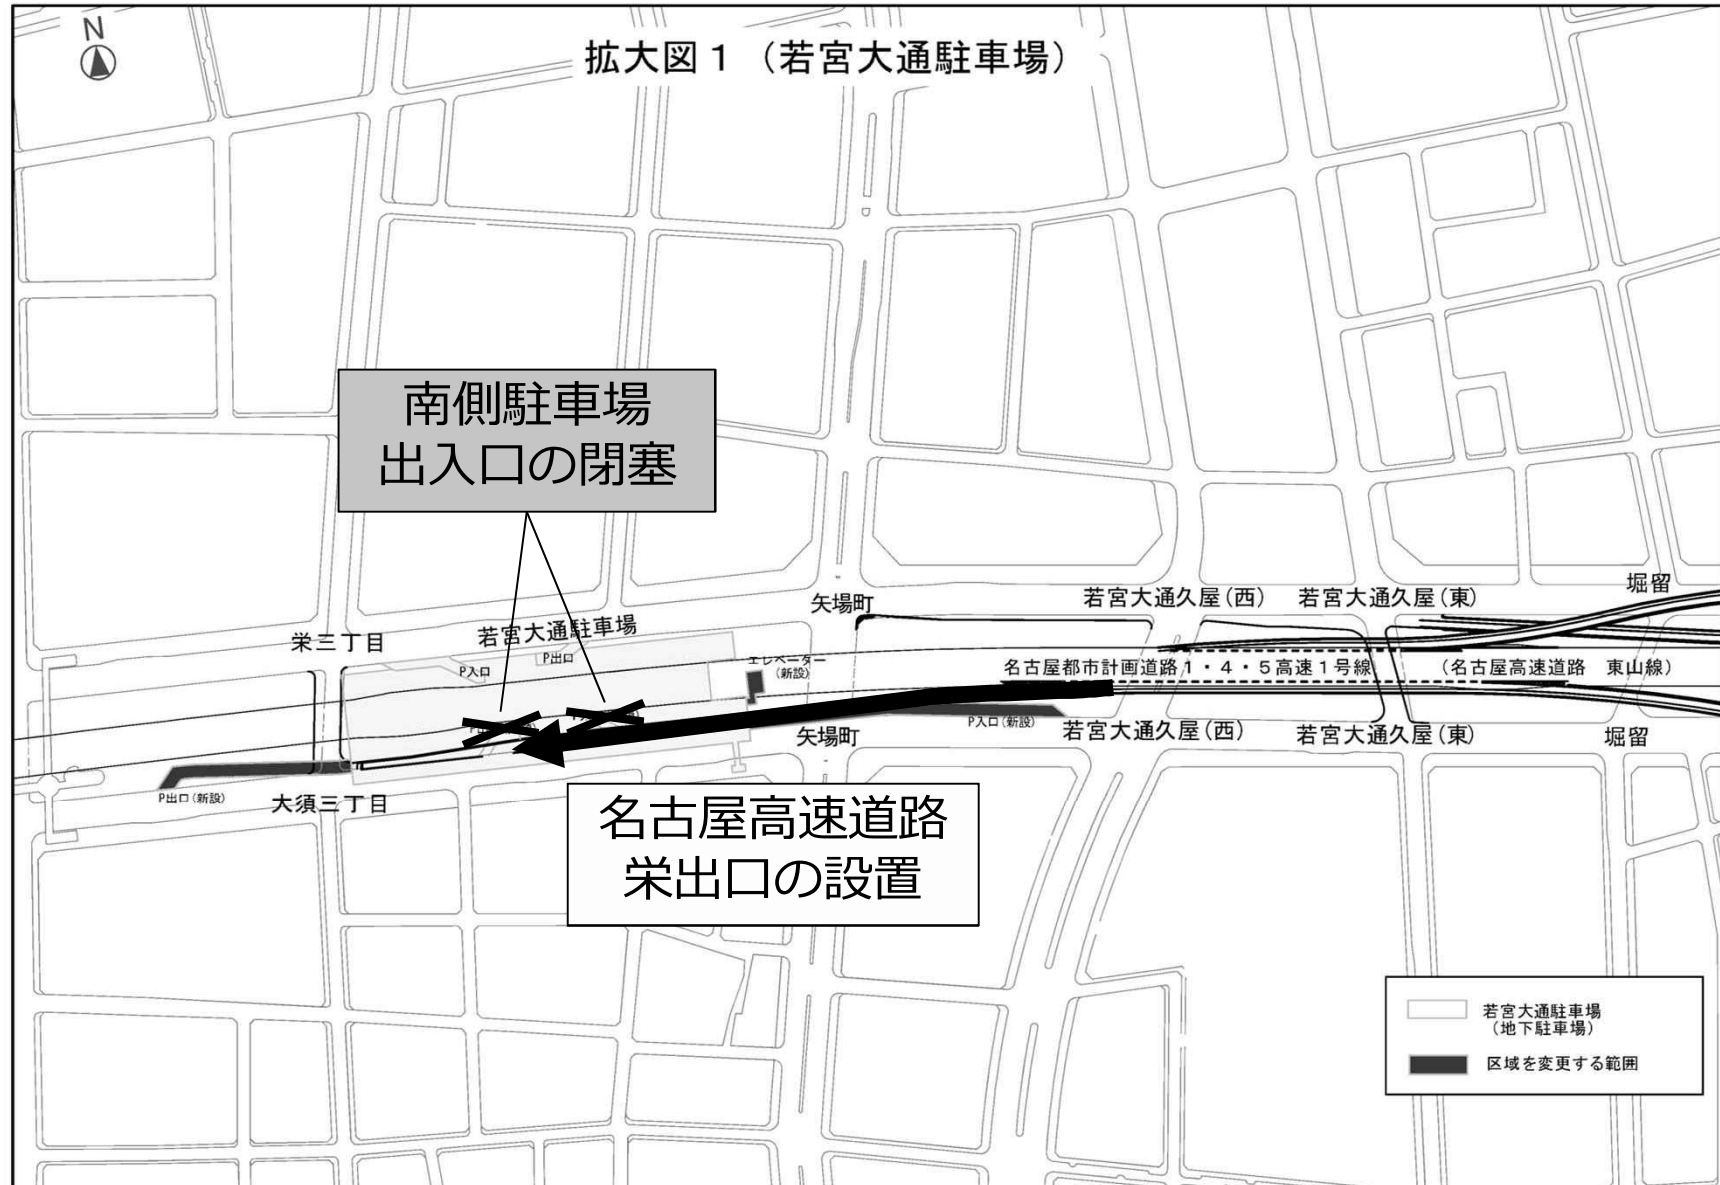 N
拡大図１（若宮大通駐車場）
南側駐車場
出入口の閉塞
堀留
矢場町
若宮大通久屋(西)
若宮大通久屋(東)
栄三丁目
若宮大通駐車場
P入口
P出口
エレベーター
(新設)
名古屋都市計画道路１・４・５高速１号線
(名古屋高速道路 東山線)
P入口(新設)
矢場町
若宮大通久屋(西)
若宮大通久屋(東)
堀留
P出口(新設)
大須三丁目
名古屋高速道路
栄出口の設置
若宮大通駐車場
(地下駐車場)
区域を変更する範囲